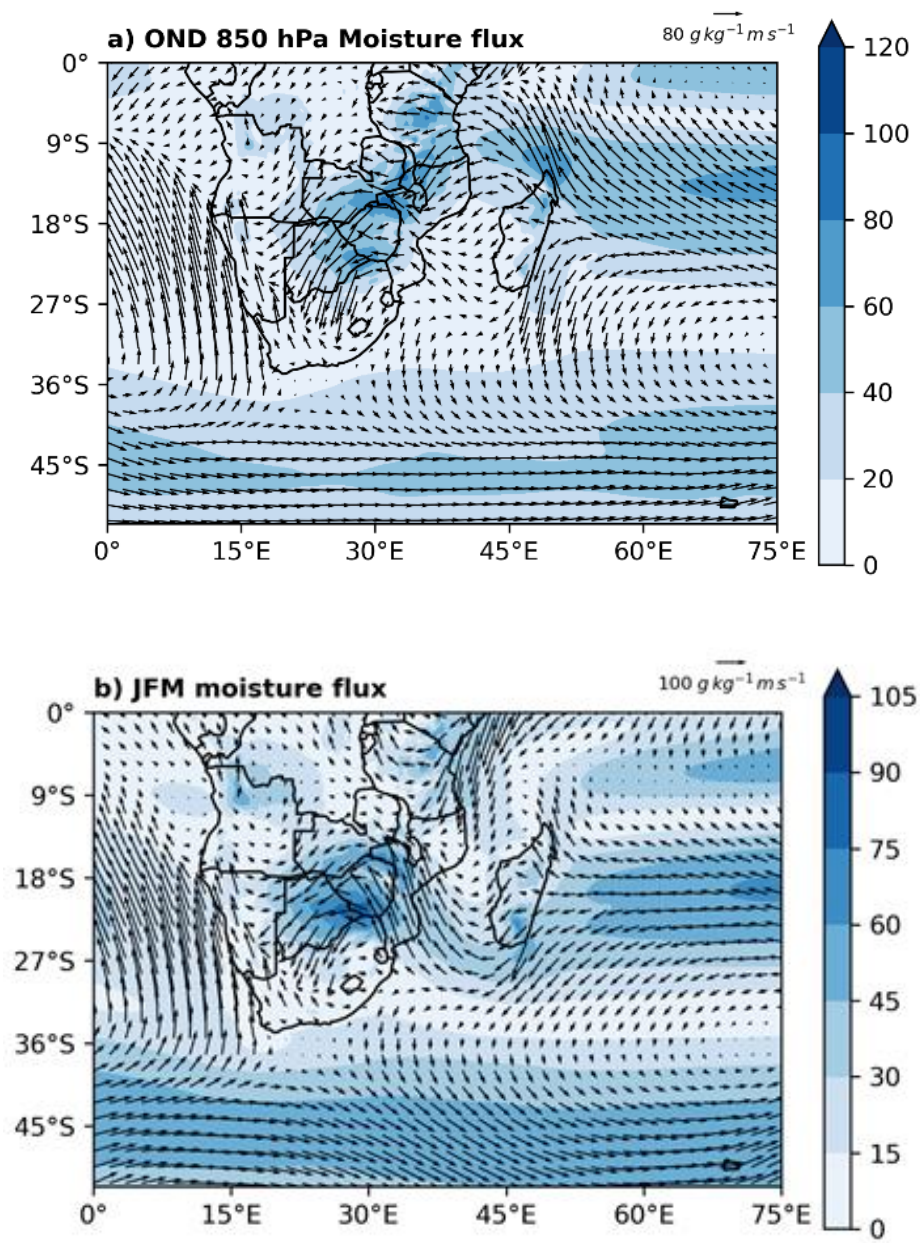 a) OND 850 hPa Moisture flux
80 g kg⁻¹ m s⁻¹
0°
9°S
18°S
27°S
36°S
45°S
0°
15°E
30°E
45°E
60°E
75°E
120
100
80
60
40
20
0
b) JFM moisture flux
100 g kg⁻¹ m s⁻¹
0°
9°S
18°S
27°S
36°S
45°S
0°
15°E
30°E
45°E
60°E
75°E
105
90
75
60
45
30
15
0